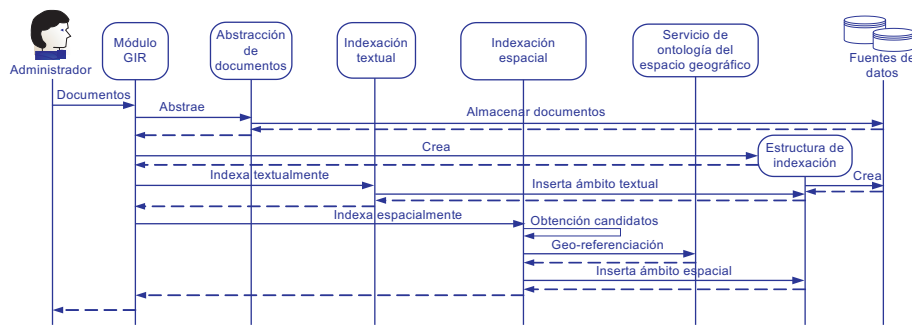 Administrador
Módulo
GIR
Abstracción
de
documentos
Indexación
textual
Indexación
espacial
Servicio de
ontología del
espacio geográfico
Fuentes de
datos
Documentos
Abstrae
Almacenar documentos
Crea
Estructura de
indexación
Indexa textualmente
Inserta ámbito textual
Crea
Indexa espacialmente
Obtención candidatos
Geo-referenciación
Inserta ámbito espacial